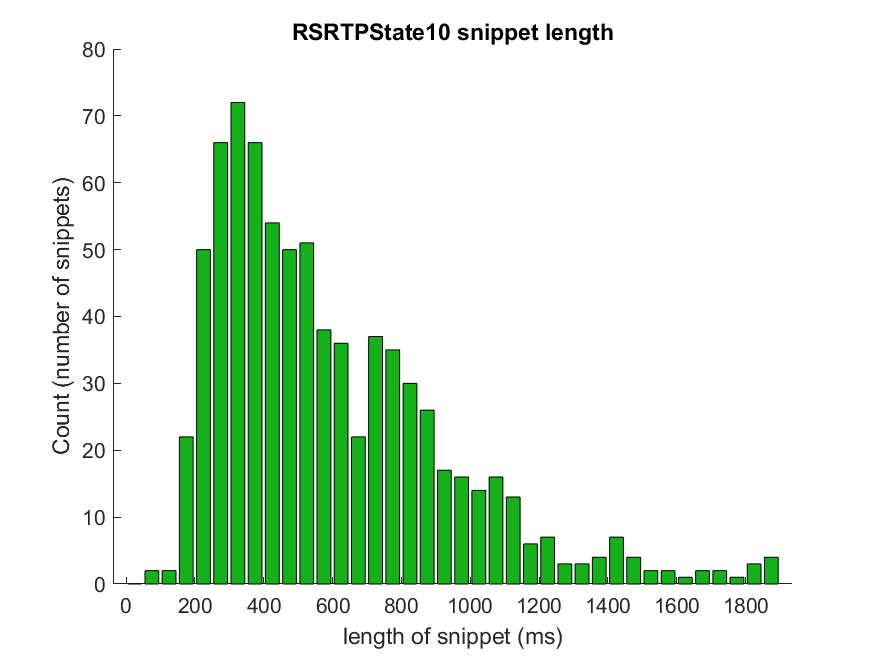 RSRTPState10 snippet length
80
70
60
50
40
30
20
10
0
Count (number of snippets)
0 200 400 600 800 1000 1200 1400 1600 1800
length of snippet (ms)